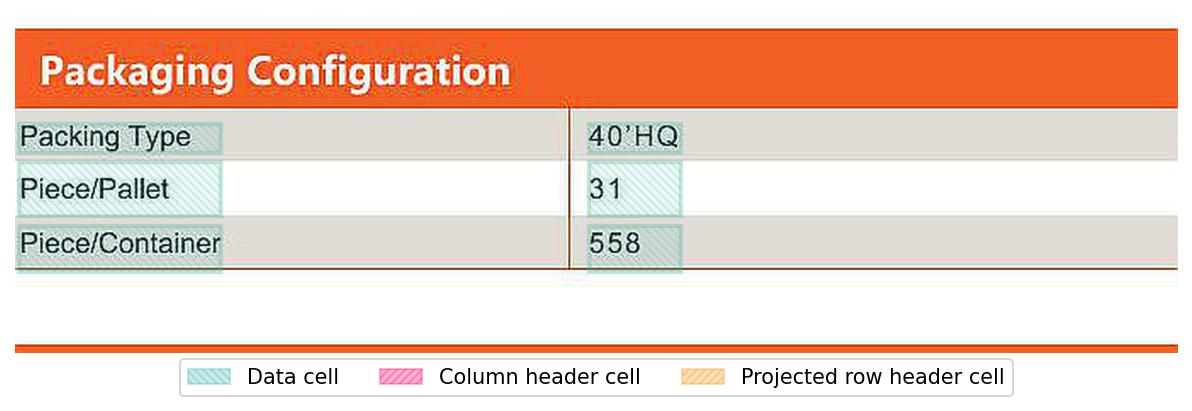 Packaging Configuration
Packing Type 40'HQ
Piece/Pallet 31
Piece/Container 558
Data cell Column header cell Projected row header cell